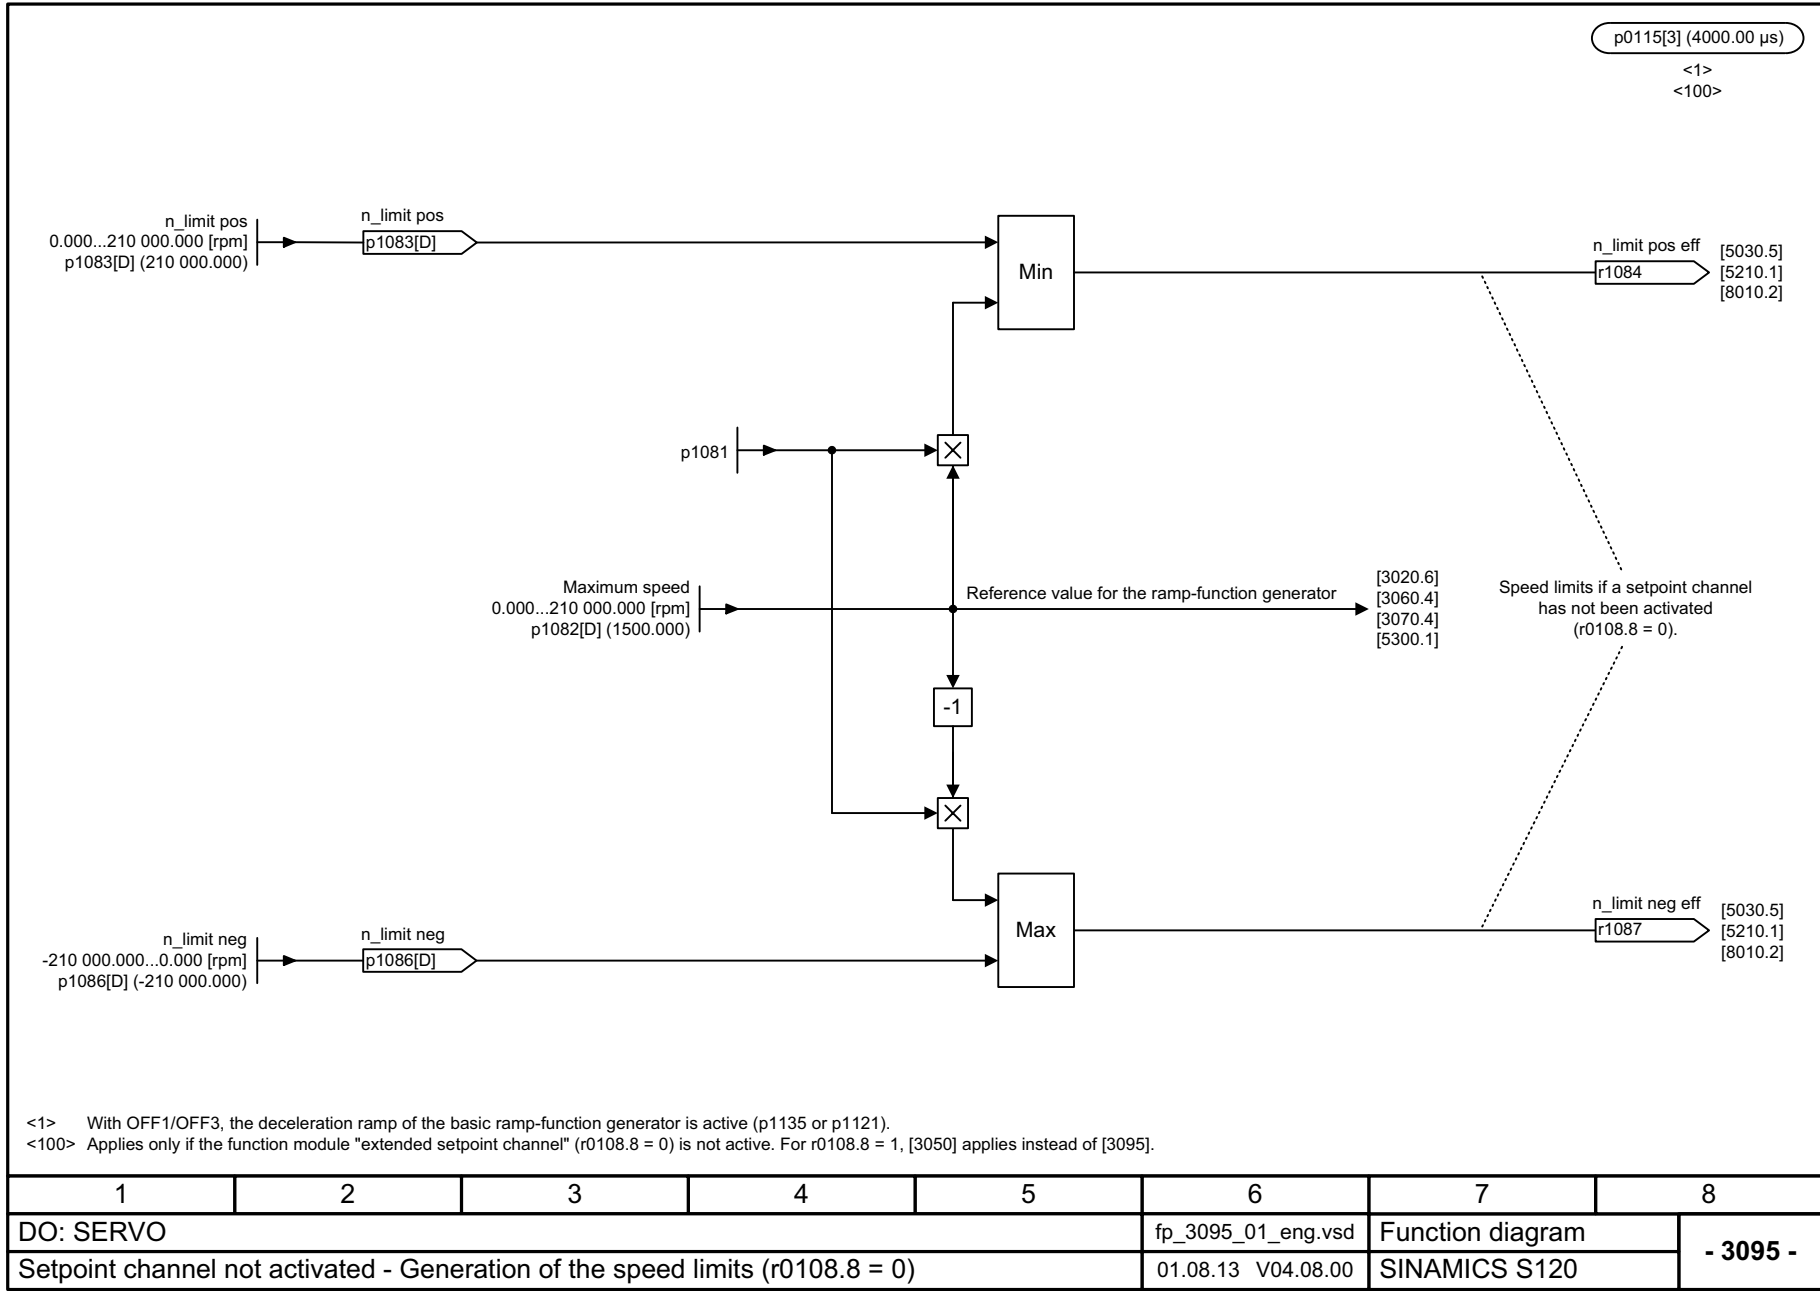 p0115[3] (4000.00 µs)
<1>
<100>
n_limit pos
0.000...210 000.000 [rpm]
p1083[D] (210 000.000)
n_limit pos
p1083[D]
Min
n_limit pos eff
r1084
[5030.5]
[5210.1]
[8010.2]
p1081
Maximum speed
0.000...210 000.000 [rpm]
p1082[D] (1500.000)
Reference value for the ramp-function generator
[3020.6]
[3060.4]
[3070.4]
[5300.1]
Speed limits if a setpoint channel
has not been activated
(r0108.8 = 0).
-1
n_limit neg
-210 000.000...0.000 [rpm]
p1086[D] (-210 000.000)
n_limit neg
p1086[D]
Max
n_limit neg eff
r1087
[5030.5]
[5210.1]
[8010.2]
<1> With OFF1/OFF3, the deceleration ramp of the basic ramp-function generator is active (p1135 or p1121).
<100> Applies only if the function module "extended setpoint channel" (r0108.8 = 0) is not active. For r0108.8 = 1, [3050] applies instead of [3095].
1 2 3 4 5 6 7 8
DO: SERVO
fp_3095_01_eng.vsd
Function diagram
- 3095 -
Setpoint channel not activated - Generation of the speed limits (r0108.8 = 0)
01.08.13 V04.08.00
SINAMICS S120